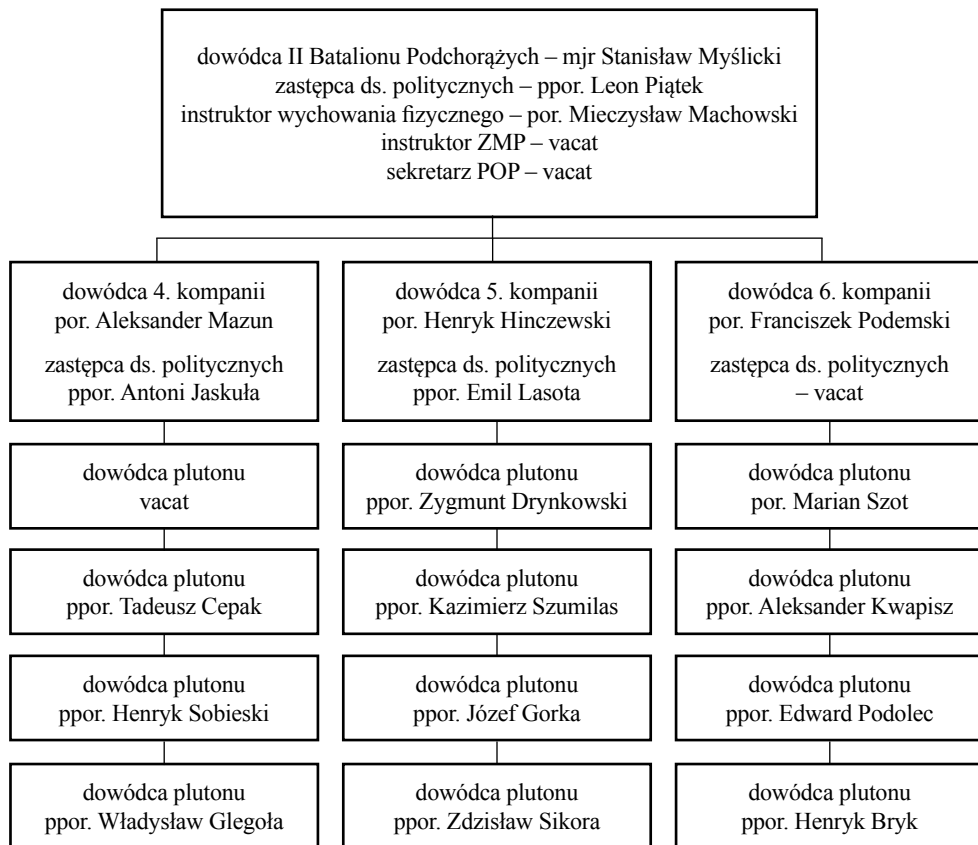 dowódca II Batalionu Podchorążych – mjr Stanisław Myślicki
zastępca ds. politycznych – ppor. Leon Piątek
instruktor wychowania fizycznego – por. Mieczysław Machowski
instruktor ZMP – vacat
sekretarz POP – vacat
dowódca 4. kompanii
por. Aleksander Mazun
zastępca ds. politycznych
ppor. Antoni Jaskuła
dowódca plutonu
vacat
dowódca plutonu
ppor. Tadeusz Cepak
dowódca plutonu
ppor. Henryk Sobieski
dowódca plutonu
ppor. Władysław Glegoła
dowódca 5. kompanii
por. Henryk Hinczewski
zastępca ds. politycznych
ppor. Emil Lasota
dowódca plutonu
ppor. Zygmunt Drynkowski
dowódca plutonu
ppor. Kazimierz Szumilas
dowódca plutonu
ppor. Józef Gorka
dowódca plutonu
ppor. Zdzisław Sikora
dowódca 6. kompanii
por. Franciszek Podemski
zastępca ds. politycznych
– vacat
dowódca plutonu
por. Marian Szot
dowódca plutonu
ppor. Aleksander Kwapisz
dowódca plutonu
ppor. Edward Podolec
dowódca plutonu
ppor. Henryk Bryk